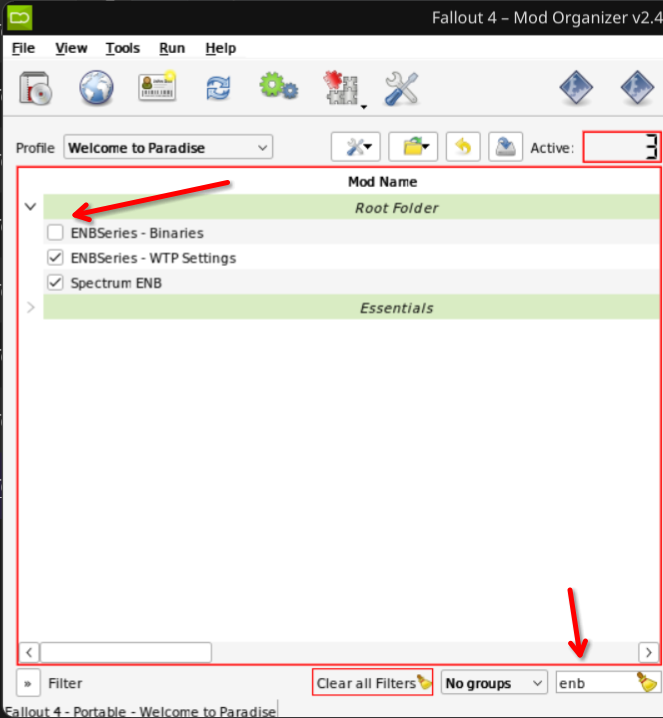 Fallout 4 – Mod Organizer v2.4
File View Tools Run Help
Profile Welcome to Paradise Active: 3
Mod Name
Root Folder
ENBSeries - Binaries
ENBSeries - WTP Settings
Spectrum ENB
Essentials
» Filter Clear all Filters No groups enb
Fallout 4 - Portable - Welcome to Paradise